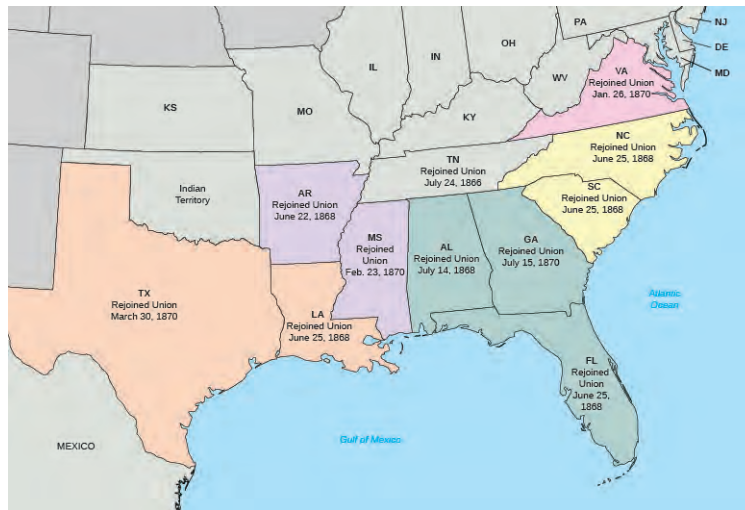 PA
NJ
OH
DE
IL
IN
MD
WV
VA
Rejoined Union
Jan. 26, 1870
KS
MO
KY
NC
Rejoined Union
June 25, 1868
TN
Rejoined Union
July 24, 1866
Indian
Territory
AR
Rejoined Union
June 22, 1868
SC
Rejoined Union
June 25, 1868
MS
Rejoined
Union
Feb. 23, 1870
AL
Rejoined Union
July 14, 1868
GA
Rejoined Union
July 15, 1870
TX
Rejoined Union
March 30, 1870
LA
Rejoined Union
June 25, 1868
Atlantic
Ocean
FL
Rejoined
Union
June 25,
1868
MEXICO
Gulf of Mexico